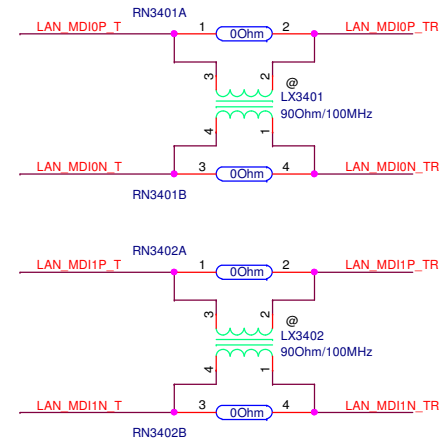 RN3401A
LAN_MDI0P_T 1 0Ohm 2 LAN_MDI0P_TR
3 2 @
LX3401
90Ohm/100MHz
4 1
LAN_MDI0N_T 3 0Ohm 4 LAN_MDI0N_TR
RN3401B
RN3402A
LAN_MDI1P_T 1 0Ohm 2 LAN_MDI1P_TR
3 2 @
LX3402
90Ohm/100MHz
4 1
LAN_MDI1N_T 3 0Ohm 4 LAN_MDI1N_TR
RN3402B